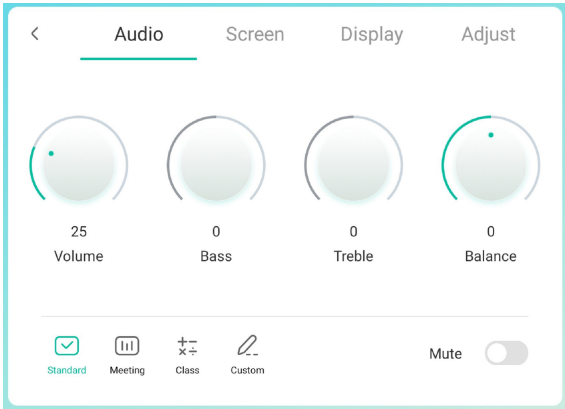 Audio Screen Display Adjust
25 0 0 0
Volume Bass Treble Balance
Standard Meeting Class Custom Mute